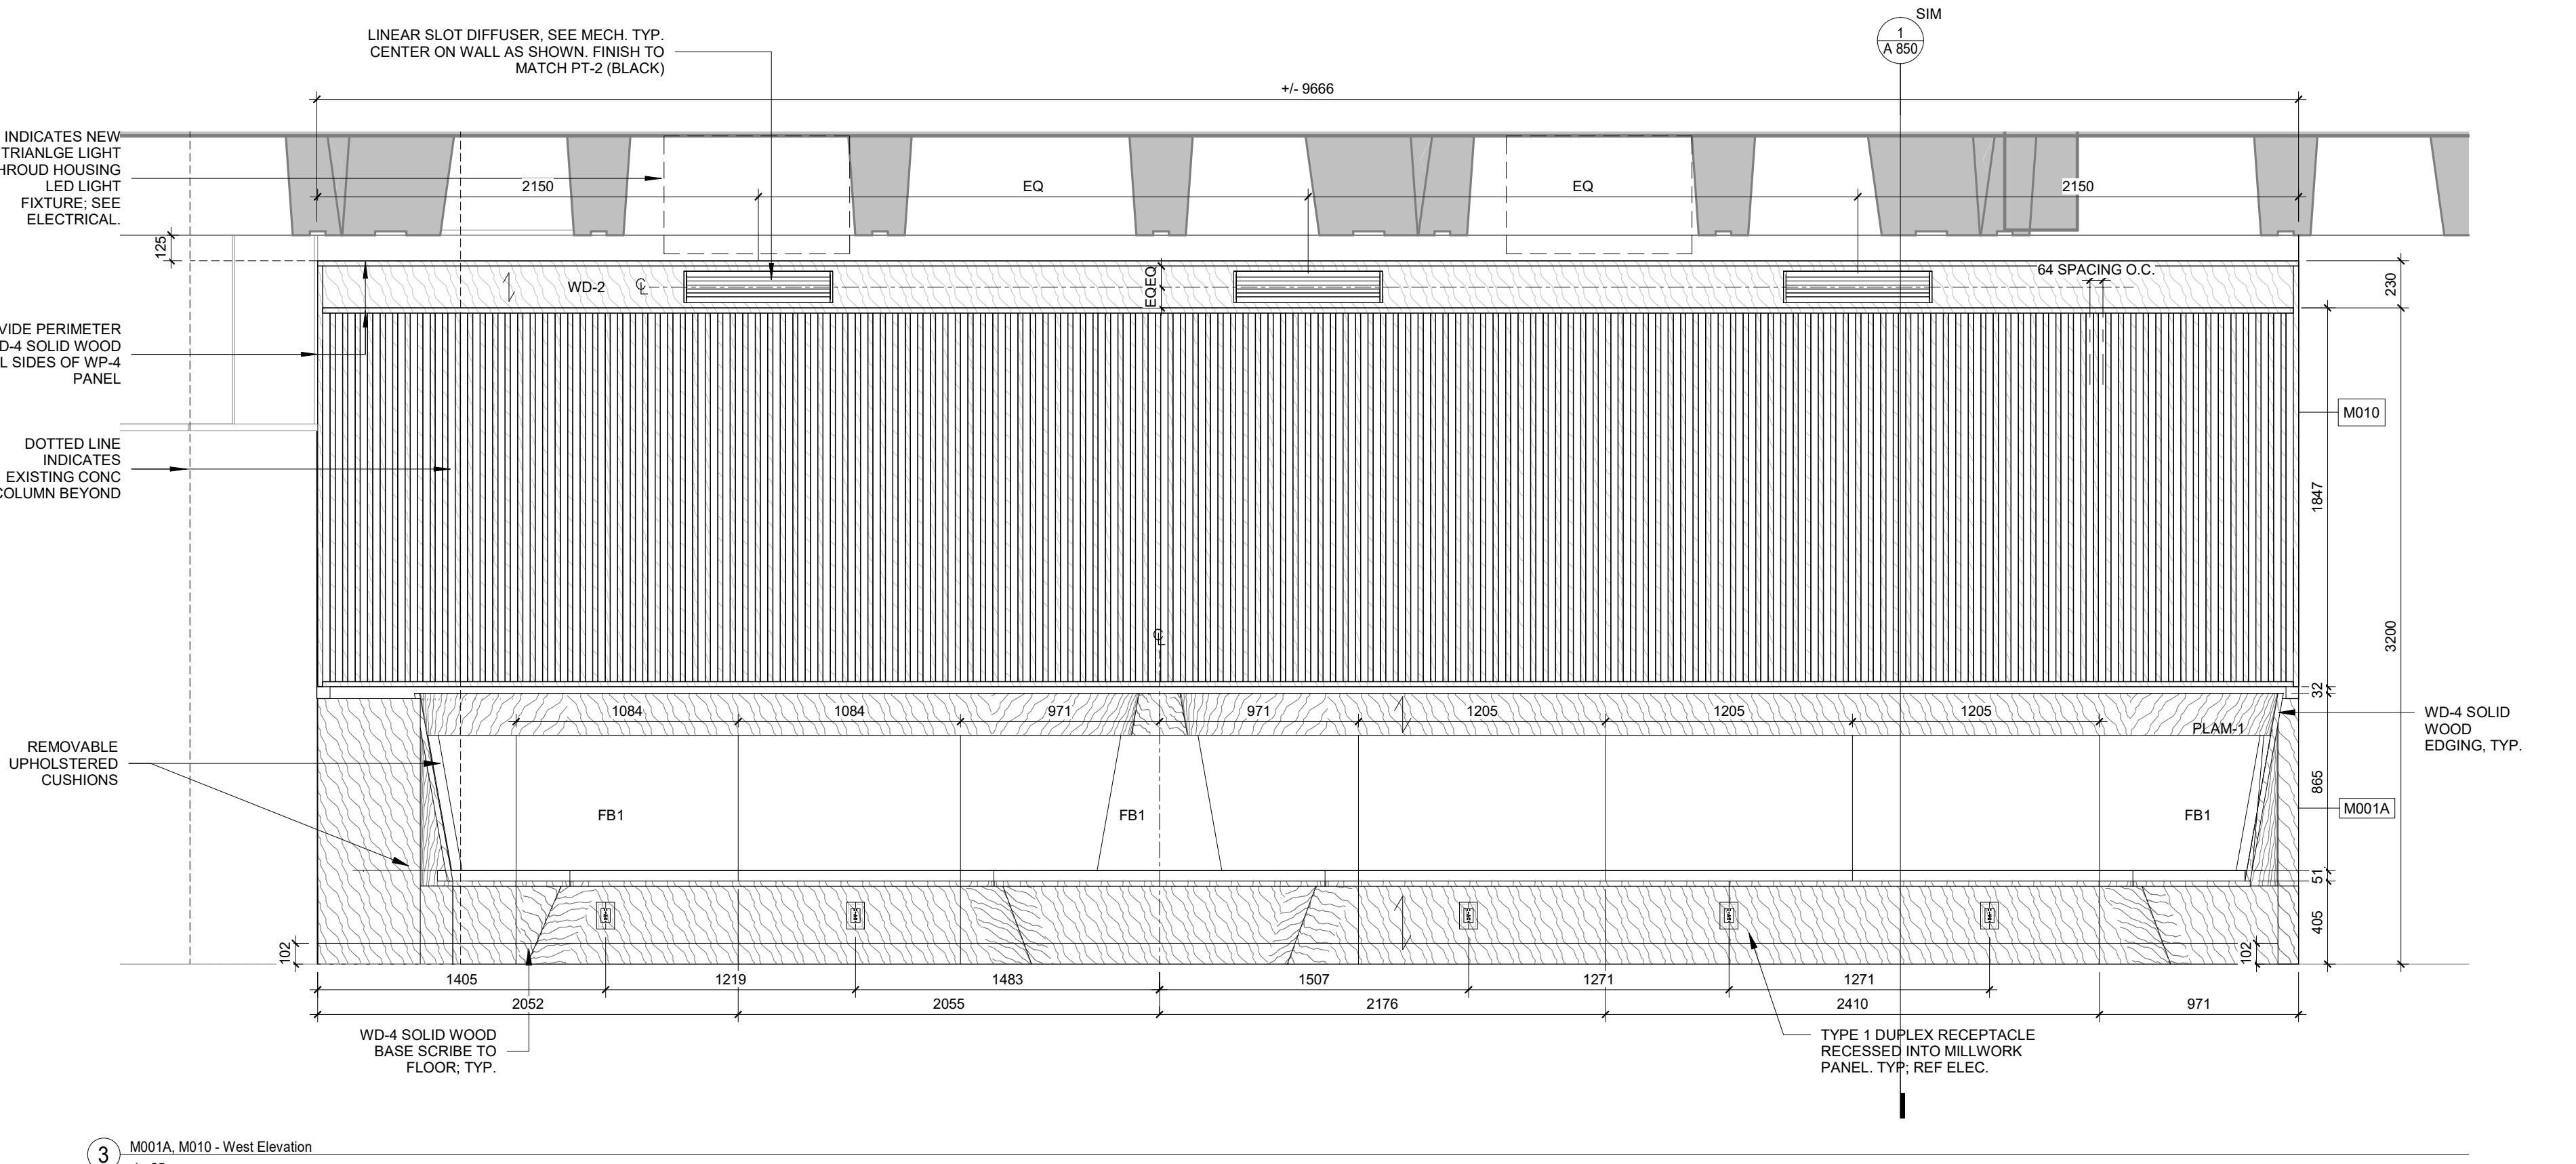 SIM
1
A 850
LINEAR SLOT DIFFUSER, SEE MECH. TYP.
CENTER ON WALL AS SHOWN. FINISH TO
MATCH PT-2 (BLACK)
+/- 9666
INDICATES NEW
TRIANLGE LIGHT
HROUD HOUSING
LED LIGHT
FIXTURE; SEE
ELECTRICAL.
2150
EQ
EQ
2150
125
WD-2
EQ
EQ
64 SPACING O.C.
230
VIDE PERIMETER
D-4 SOLID WOOD
L SIDES OF WP-4
PANEL
M010
DOTTED LINE
INDICATES
EXISTING CONC
COLUMN BEYOND
1847
3200
32
1084
1084
971
971
1205
1205
1205
PLAM-1
WD-4 SOLID
WOOD
EDGING, TYP.
REMOVABLE
UPHOLSTERED
CUSHIONS
865
FB1
FB1
FB1
M001A
51
405
102
102
1405
1219
1483
1507
1271
1271
2052
2055
2176
2410
971
WD-4 SOLID WOOD
BASE SCRIBE TO
FLOOR; TYP.
TYPE 1 DUPLEX RECEPTACLE
RECESSED INTO MILLWORK
PANEL. TYP; REF ELEC.
3
M001A, M010 - West Elevation